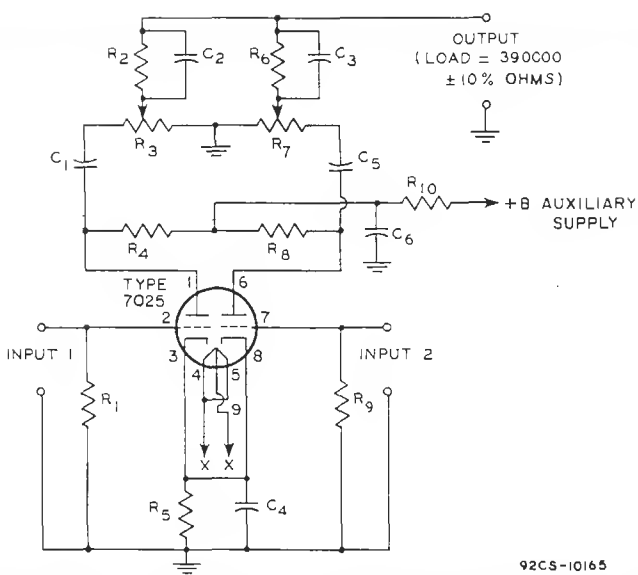 R2
C2
R6
C3
OUTPUT
(LOAD = 390000
±10% OHMS)
C1
R3
R7
C5
R10
+B AUXILIARY
SUPPLY
R4
R8
C6
TYPE
7025
1
6
2
7
3
4
5
8
9
INPUT 1
INPUT 2
R1
R9
X X
R5
C4
92CS-10165